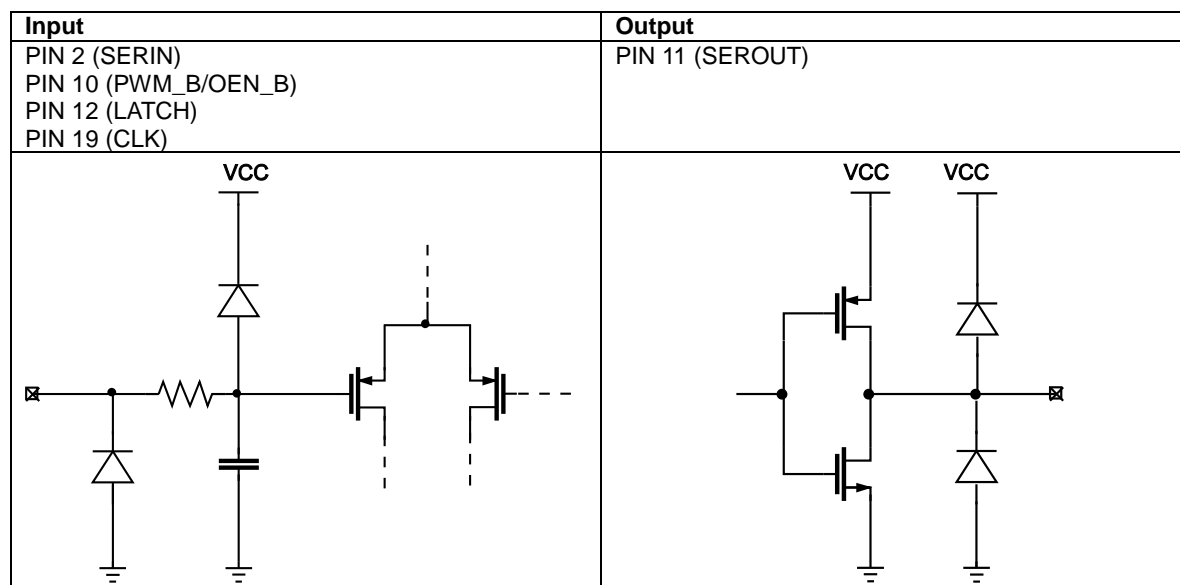 Input
Output
PIN 2 (SERIN)
PIN 10 (PWM_B/OEN_B)
PIN 12 (LATCH)
PIN 19 (CLK)
PIN 11 (SEROUT)
VCC
VCC
VCC